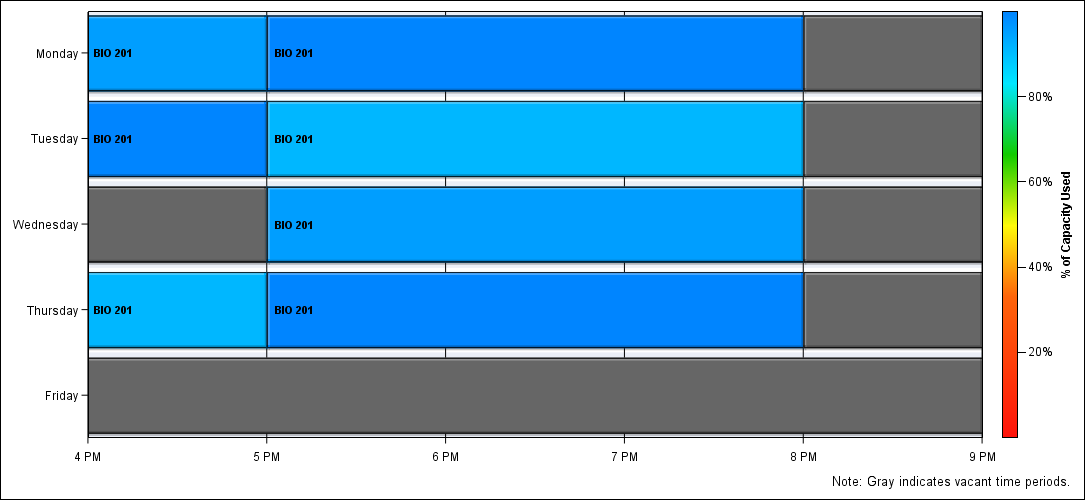 Monday
BIO 201
BIO 201
Tuesday
BIO 201
BIO 201
Wednesday
BIO 201
Thursday
BIO 201
BIO 201
Friday
4 PM
5 PM
6 PM
7 PM
8 PM
9 PM
80%
60%
40%
20%
% of Capacity Used
Note: Gray indicates vacant time periods.